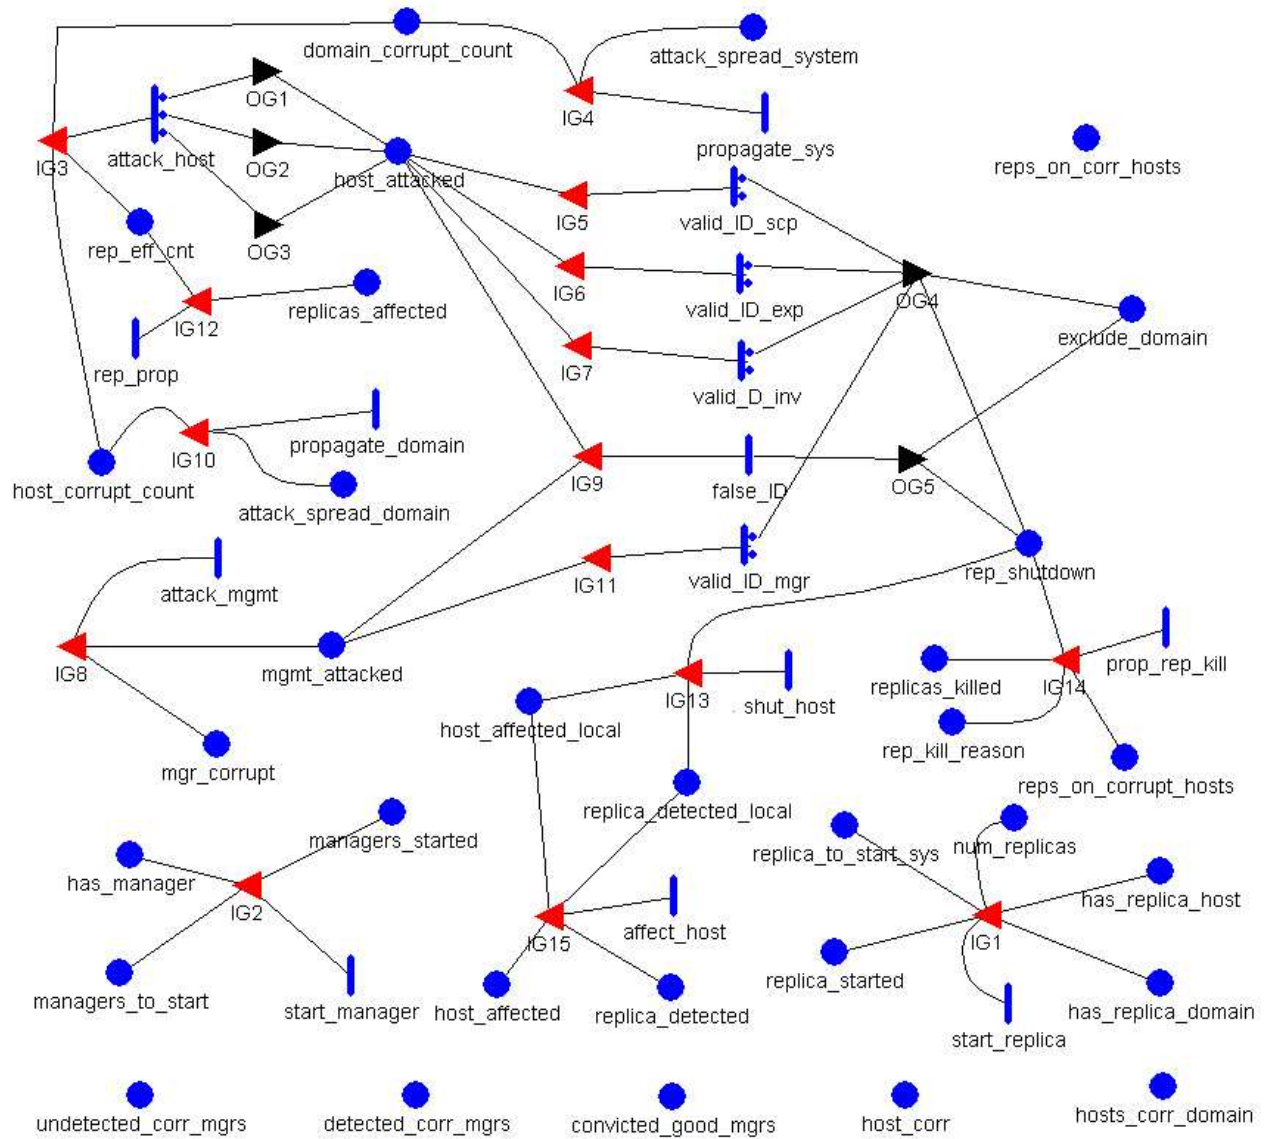 domain_corrupt_count
attack_spread_system
OG1
IG4
IG3
attack_host
OG2
propagate_sys
reps_on_corr_hosts
host_attacked
IG5
valid_ID_scp
rep_eff_cnt
OG3
IG6
OG4
IG12
replicas_affected
valid_ID_exp
exclude_domain
rep_prop
IG7
valid_D_inv
propagate_domain
IG10
host_corrupt_count
attack_spread_domain
IG9
false_ID
OG5
attack_mgmt
IG11
valid_ID_mgr
rep_shutdown
IG8
mgmt_attacked
prop_rep_kill
replicas_killed
IG14
IG13
shut_host
host_affected_local
rep_kill_reason
mgr_corrupt
reps_on_corrupt_hosts
replica_detected_local
managers_started
replica_to_start_sys
num_replicas
has_manager
has_replica_host
IG2
affect_host
IG15
IG1
replica_started
managers_to_start
start_manager
host_affected
replica_detected
has_replica_domain
start_replica
undetected_corr_mgrs
detected_corr_mgrs
convicted_good_mgrs
host_corr
hosts_corr_domain